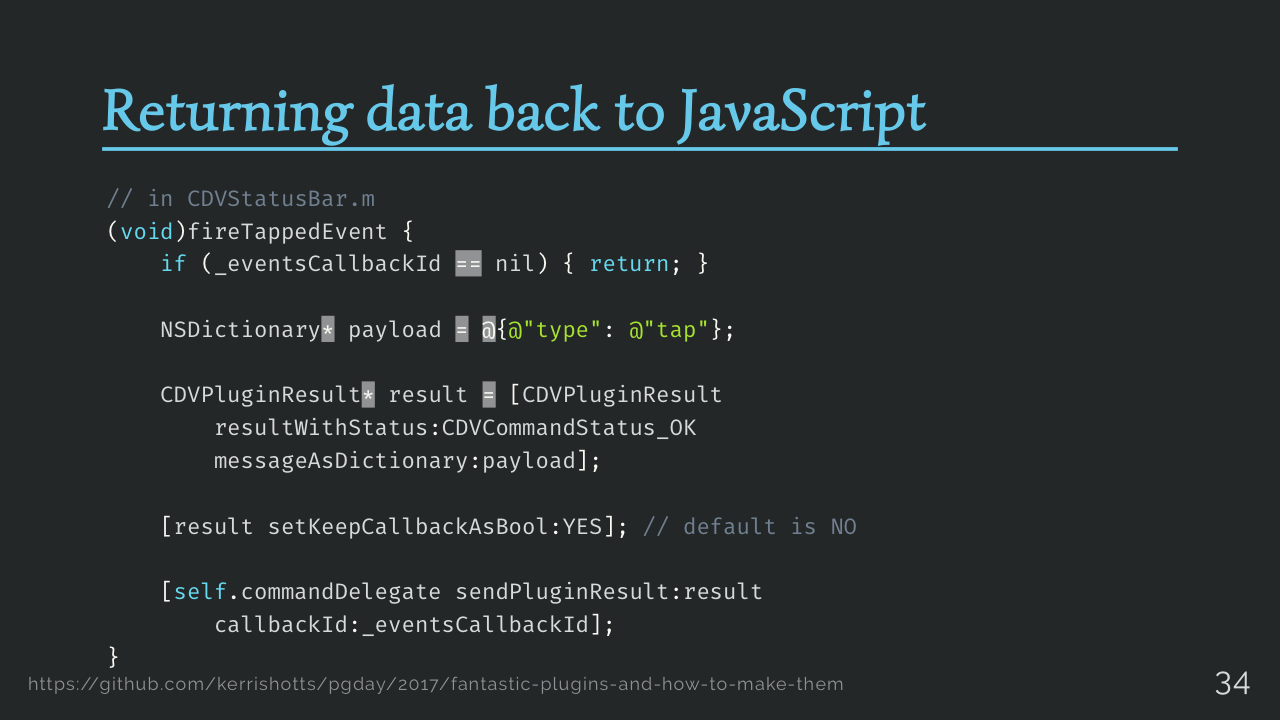 Returning data back to JavaScript
// in CDVStatusBar.m
(void)fireTappedEvent {
    if (_eventsCallbackId == nil) { return; }
    NSDictionary* payload = @{@"type": @"tap"};
    CDVPluginResult* result = [CDVPluginResult
        resultWithStatus:CDVCommandStatus_OK
        messageAsDictionary:payload];
    [result setKeepCallbackAsBool:YES]; // default is NO
    [self.commandDelegate sendPluginResult:result
        callbackId:_eventsCallbackId];
}
https://github.com/kerrishotts/pgday/2017/fantastic-plugins-and-how-to-make-them
34